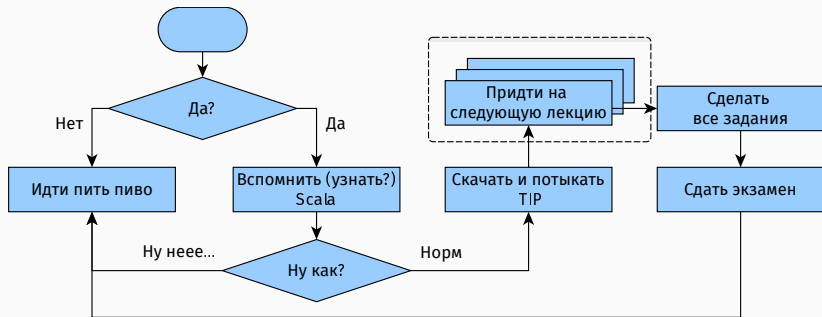 Да?
Нет
Да
Идти пить пиво
Вспомнить (узнать?)
Scala
Ну неее...
Ну как?
Норм
Скачать и потыкать
TIP
Придти на
следующую лекцию
Сделать
все задания
Сдать экзамен